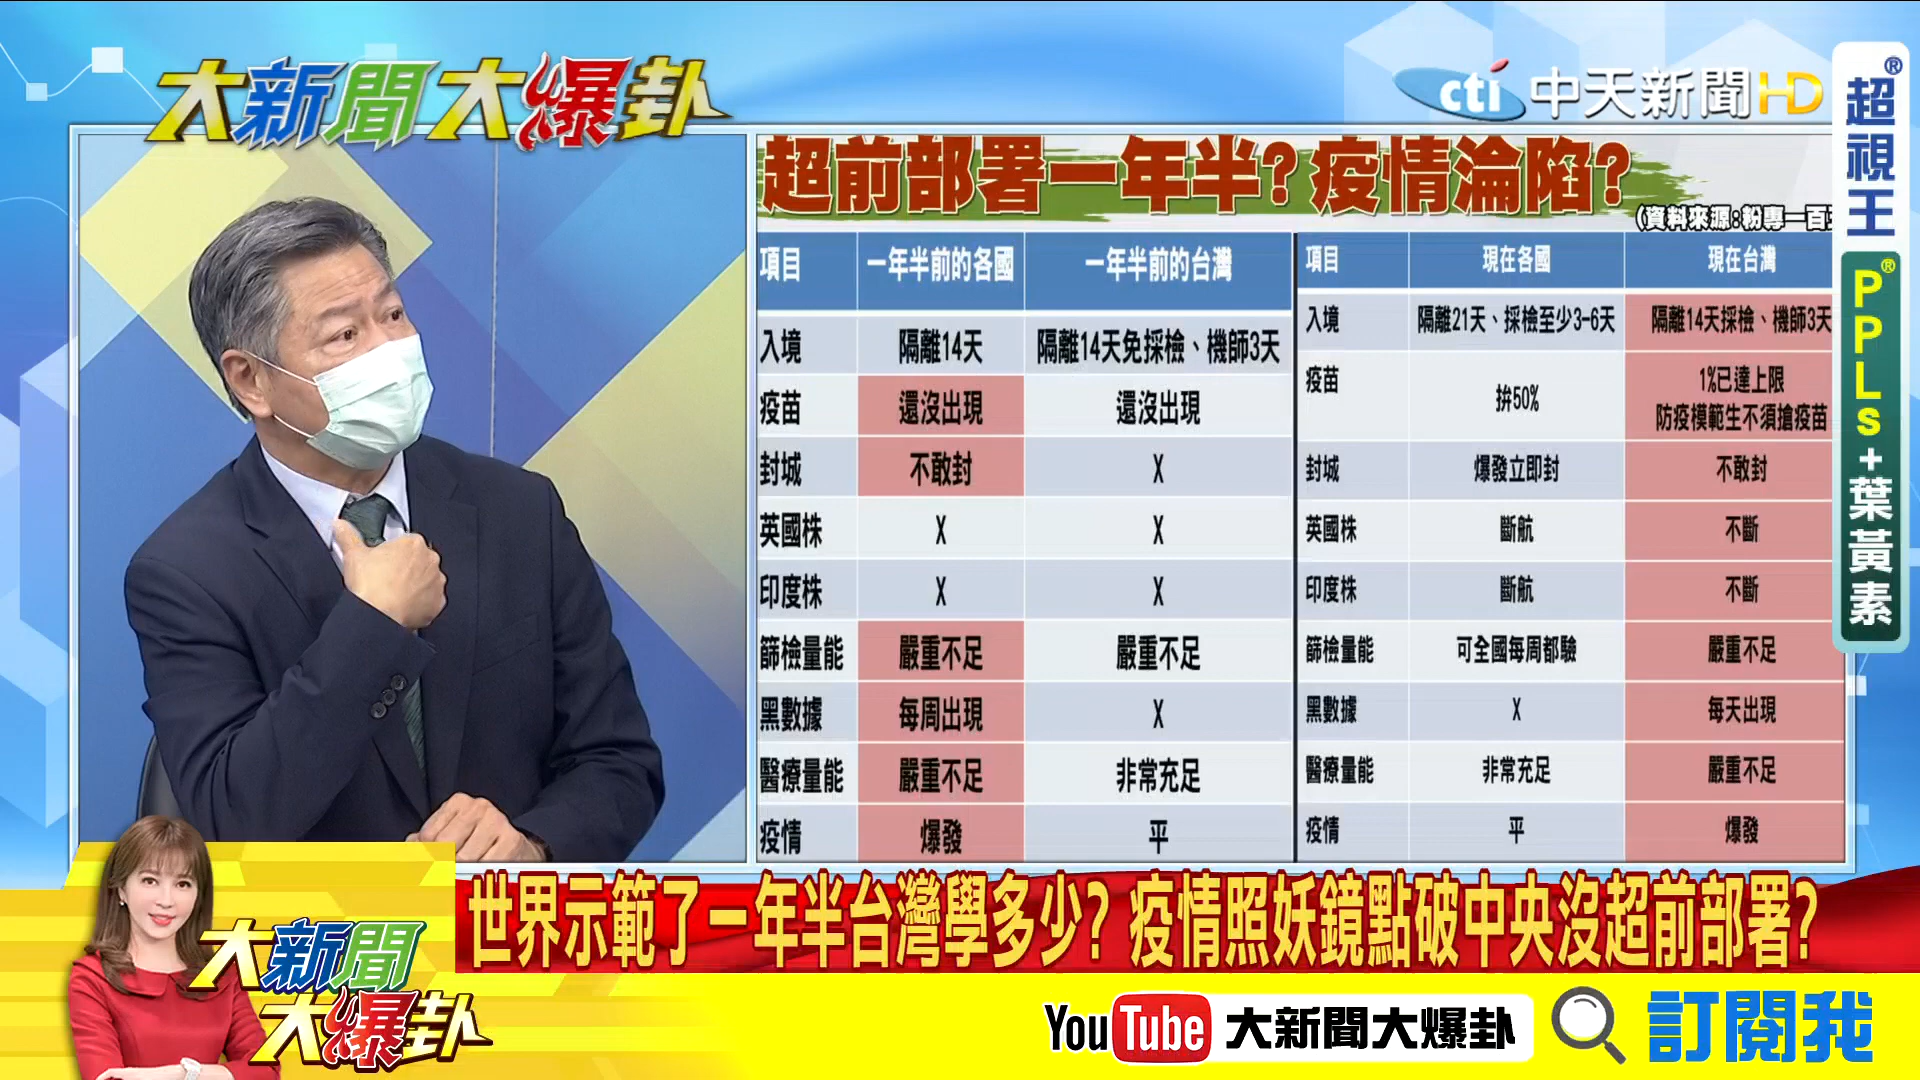 大新聞大爆卦
cti 中天新聞HD
超前部署一年半?疫情淪陷?
(資料來源:粉專一百
項目 一年半前的各國 一年半前的台灣
入境 隔離14天 隔離14天免採檢、機師3天
疫苗 還沒出現 還沒出現
封城 不敢封 X
英國株 X X
印度株 X X
篩檢量能 嚴重不足 嚴重不足
黑數據 每周出現 X
醫療量能 嚴重不足 非常充足
疫情 爆發 平
項目 現在各國 現在台灣
入境 隔離21天、採檢至少3-6天 隔離14天採檢、機師3天
疫苗 拚50% 1%已達上限
防疫模範生不須搶疫苗
封城 爆發立即封 不敢封
英國株 斷航 不斷
印度株 斷航 不斷
篩檢量能 可全國每周都驗 嚴重不足
黑數據 X 每天出現
醫療量能 非常充足 嚴重不足
疫情 平 爆發
超視王®
PPLs®+葉黃素
世界示範了一年半台灣學多少?疫情照妖鏡點破中央沒超前部署?
大新聞
大爆卦
YouTube 大新聞大爆卦 訂閱我